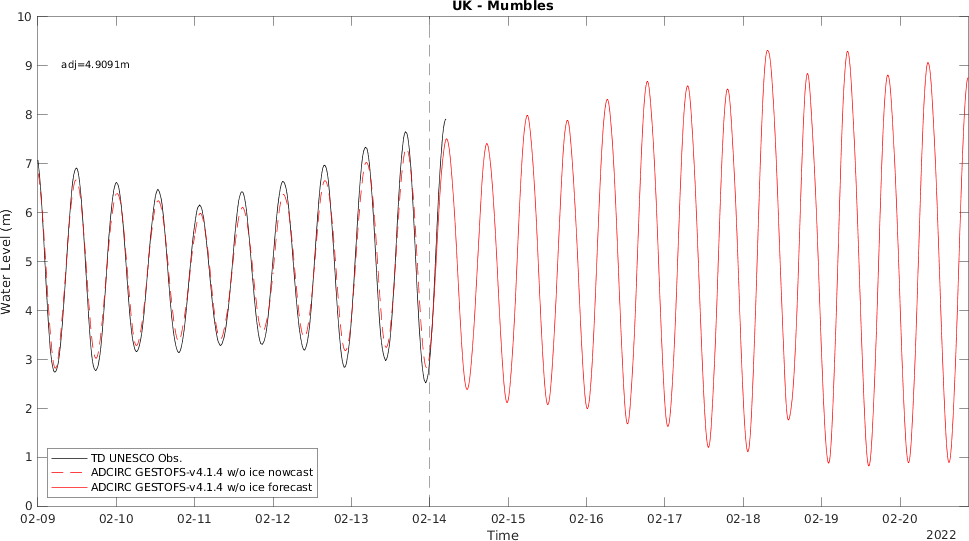 UK - Mumbles
10
9
8
7
6
5
4
3
2
1
0
Water Level (m)
adj=4.9091m
TD UNESCO Obs.
ADCIRC GESTOFS-v4.1.4 w/o ice nowcast
ADCIRC GESTOFS-v4.1.4 w/o ice forecast
02-09 02-10 02-11 02-12 02-13 02-14 02-15 02-16 02-17 02-18 02-19 02-20
Time
2022